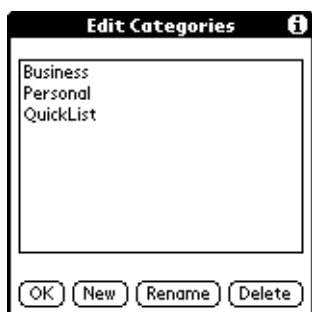 Edit Categories i
Business
Personal
QuickList
OK New Rename Delete